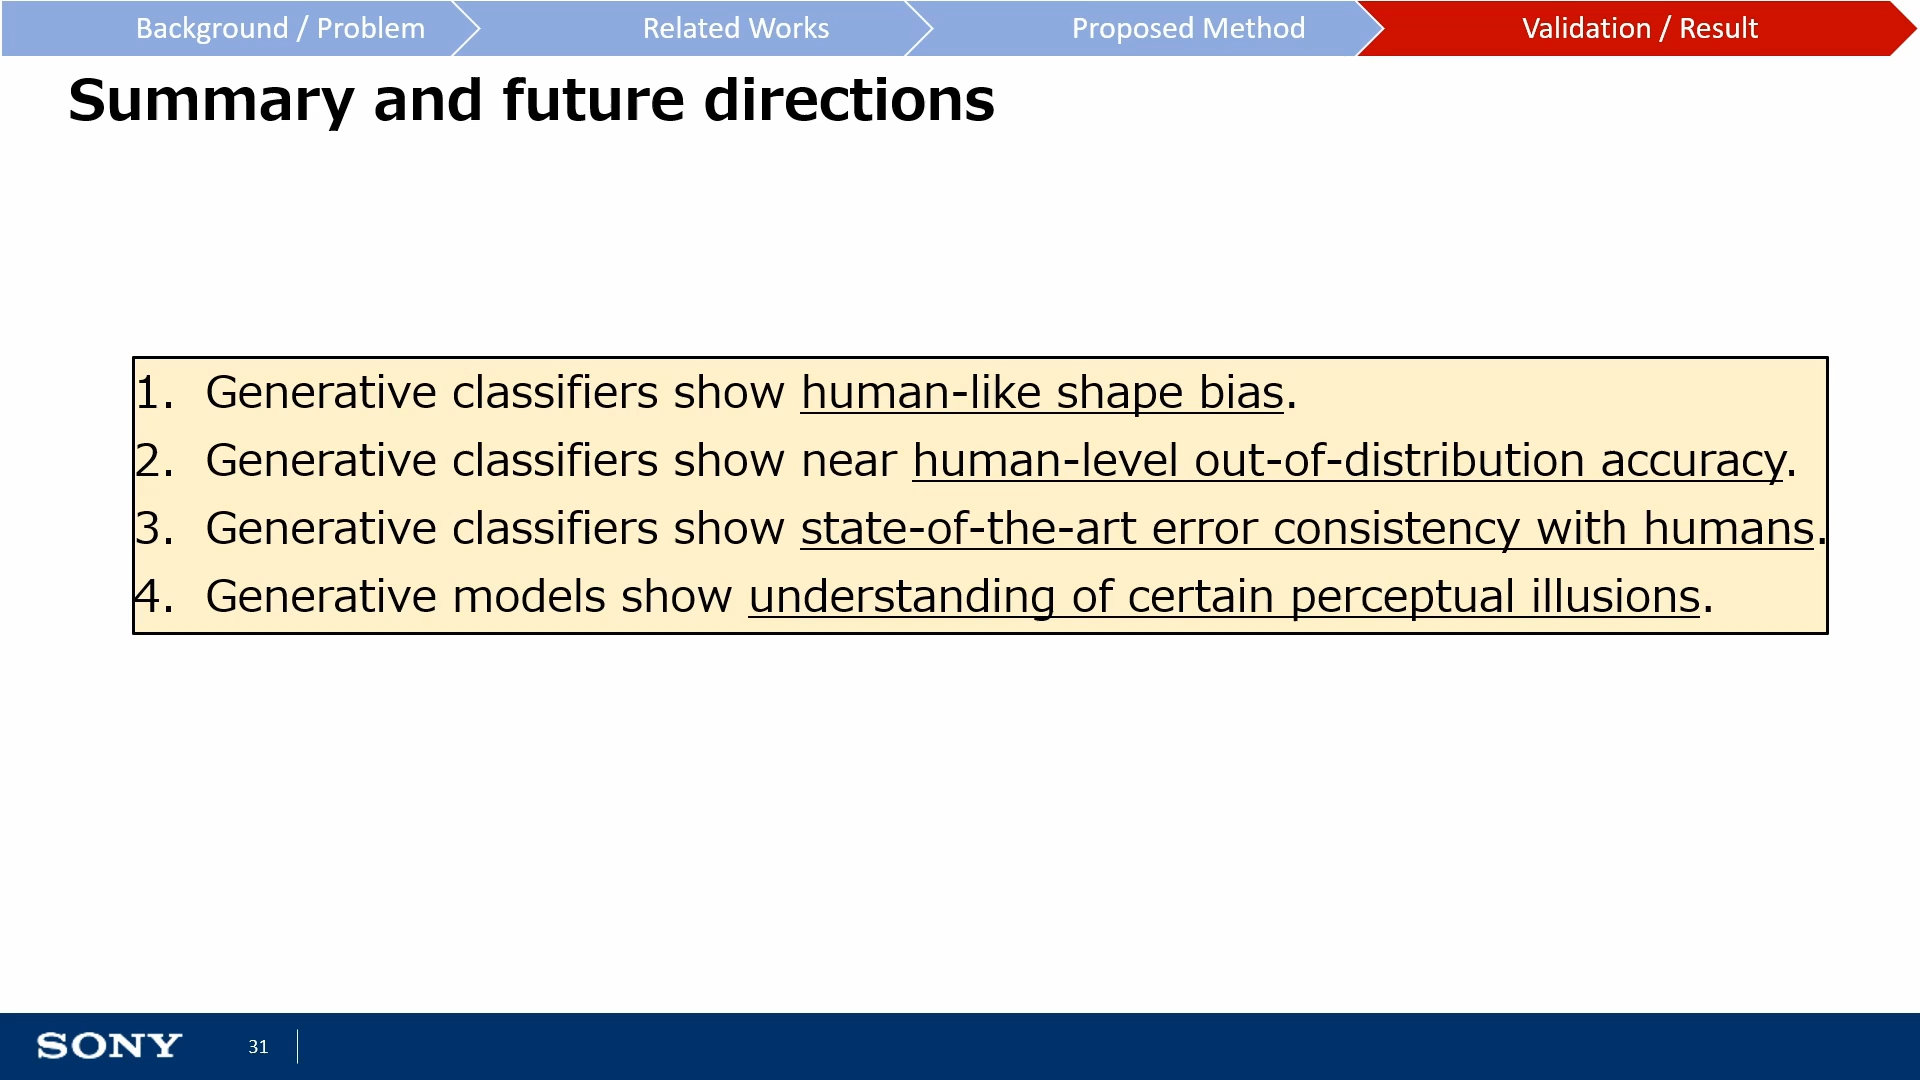 Background / Problem
Related Works
Proposed Method
Validation / Result
Summary and future directions
1. Generative classifiers show human-like shape bias.
2. Generative classifiers show near human-level out-of-distribution accuracy.
3. Generative classifiers show state-of-the-art error consistency with humans.
4. Generative models show understanding of certain perceptual illusions.
SONY
31